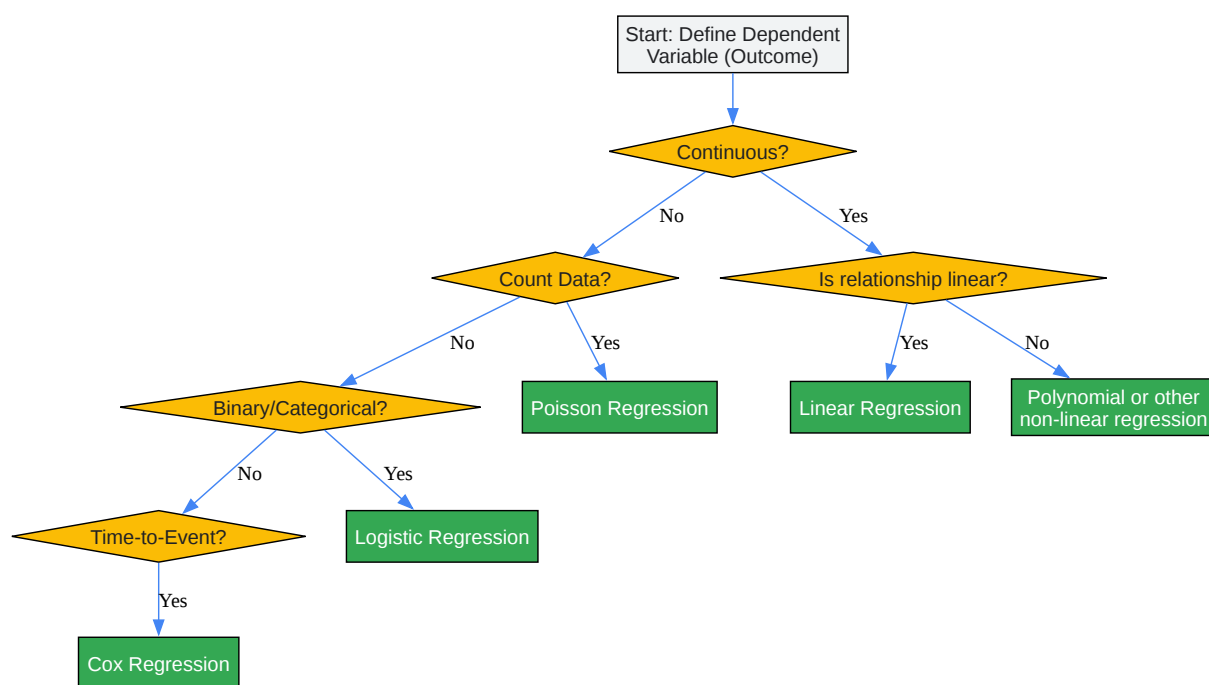 Start: Define Dependent
Variable (Outcome)
Continuous?
No
Yes
Count Data?
Is relationship linear?
No
Yes
Yes
No
Binary/Categorical?
Poisson Regression
Linear Regression
Polynomial or other
non-linear regression
No
Yes
Time-to-Event?
Logistic Regression
Yes
Cox Regression